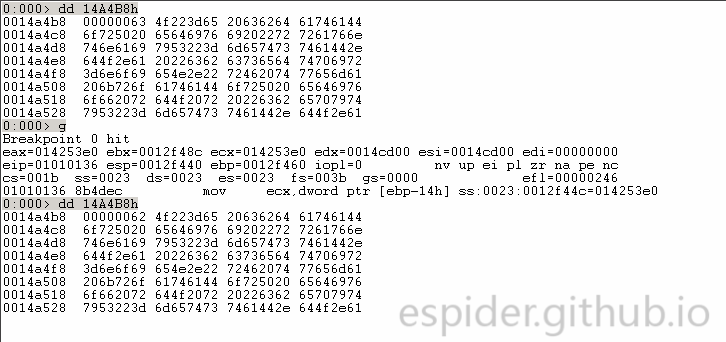 0:000> dd 14A4B8h
0014a4b8  00000063 4f223d65 20636264 61746144
0014a4c8  6f725020 65646976 69202272 7261766e
0014a4d8  746e6169 7953223d 6d657473 7461442e
0014a4e8  644f2e61 20226362 63736564 74706972
0014a4f8  3d6e6f69 654e2e22 72462074 77656d61
0014a508  206b726f 61746144 6f725020 65646976
0014a518  6f662072 644f2072 20226362 65707974
0014a528  7953223d 6d657473 7461442e 644f2e61
0:000> g
Breakpoint 0 hit
eax=014253e0 ebx=0012f48c ecx=014253e0 edx=0014cd00 esi=0014cd00 edi=00000000
eip=01010136 esp=0012f440 ebp=0012f460 iopl=0         nv up ei pl zr na pe nc
cs=001b  ss=0023  ds=0023  es=0023  fs=003b  gs=0000             efl=00000246
01010136 8b4dec          mov     ecx,dword ptr [ebp-14h] ss:0023:0012f44c=014253e0
0:000> dd 14A4B8h
0014a4b8  00000062 4f223d65 20636264 61746144
0014a4c8  6f725020 65646976 69202272 7261766e
0014a4d8  746e6169 7953223d 6d657473 7461442e
0014a4e8  644f2e61 20226362 63736564 74706972
0014a4f8  3d6e6f69 654e2e22 72462074 77656d61
0014a508  206b726f 61746144 6f725020 65646976
0014a518  6f662072 644f2072 20226362 65707974
0014a528  7953223d 6d657473 7461442e 644f2e61
espider.github.io